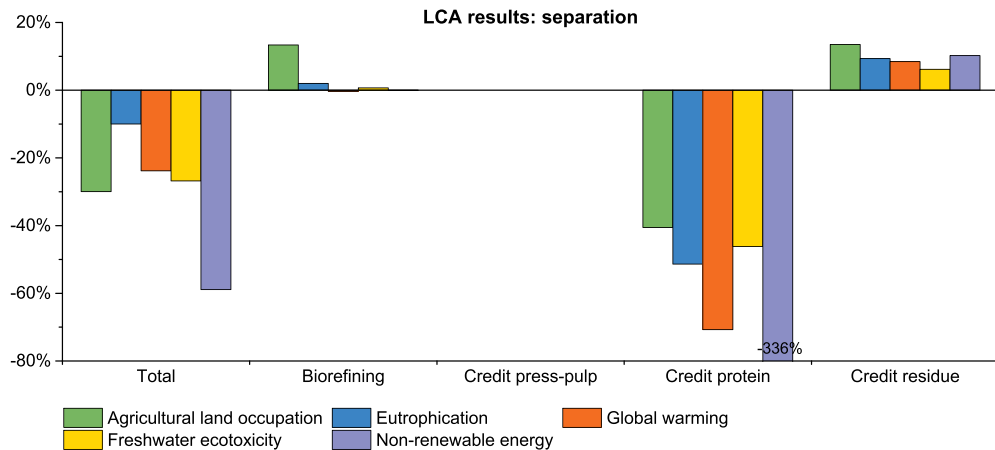 LCA results: separation
20%
0%
-20%
-40%
-60%
-80%
-336%
Total Biorefining Credit press-pulp Credit protein Credit residue
Agricultural land occupation Eutrophication Global warming
Freshwater ecotoxicity Non-renewable energy